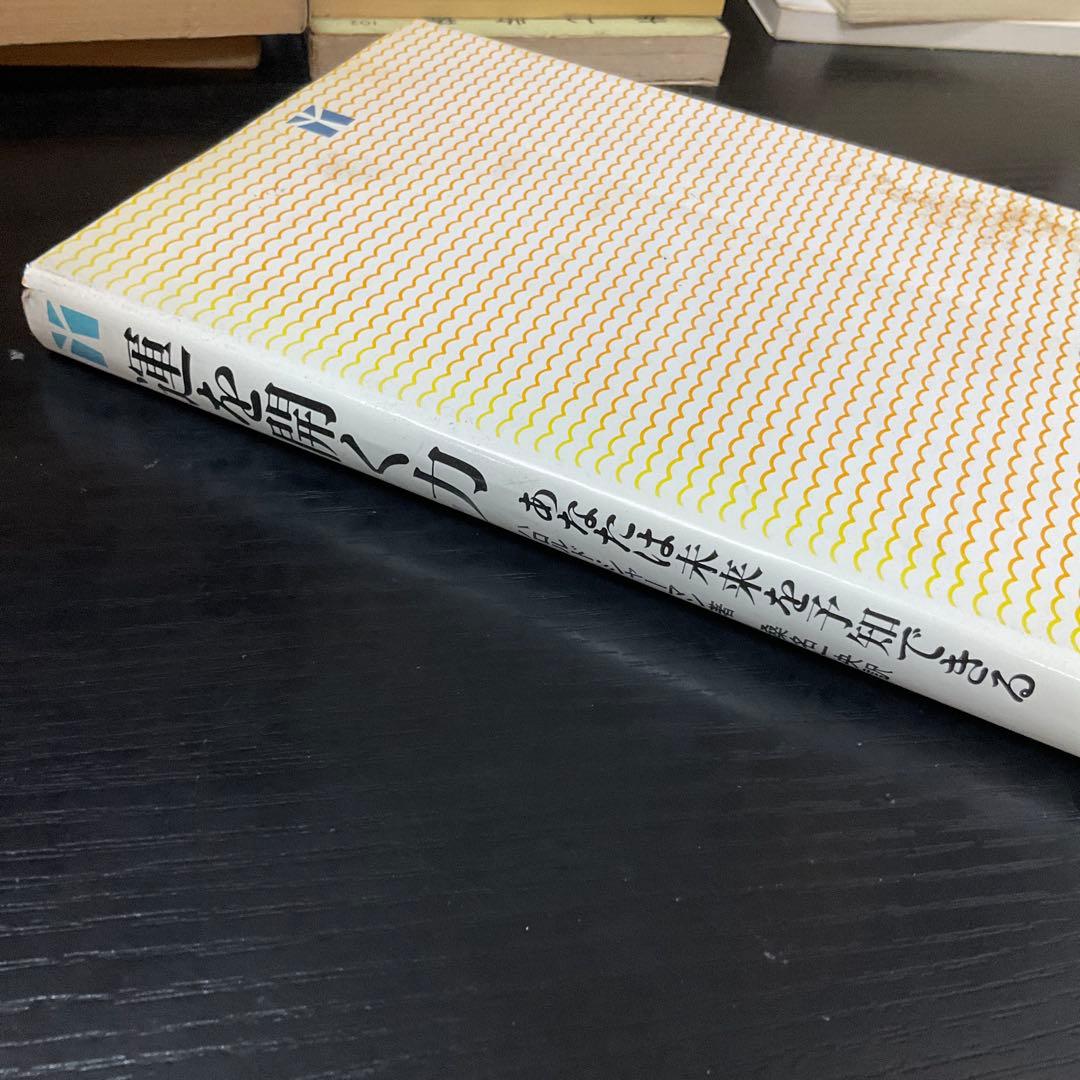 運を開く力
あなたは未来を予知できる
ハロルド・シャーマン著 桑名一央訳
102